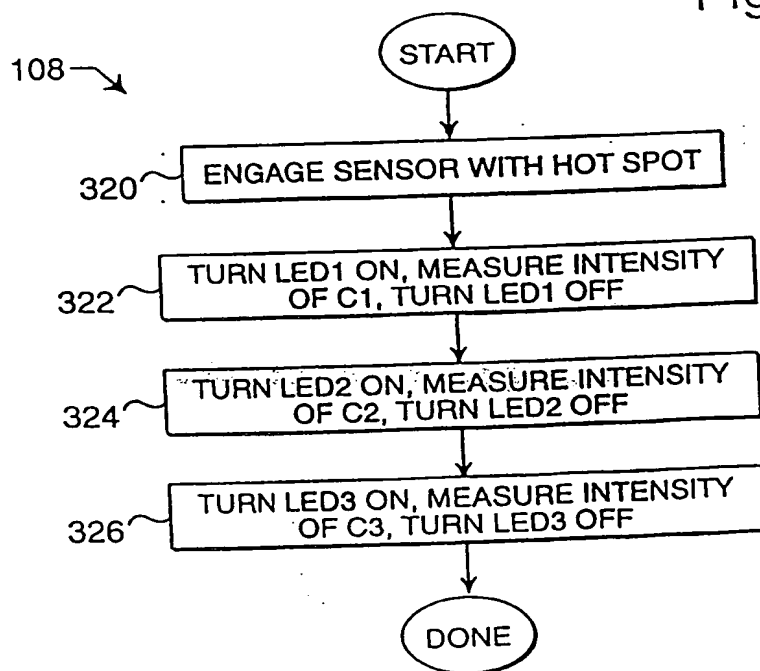 Fig
START
108
320
ENGAGE SENSOR WITH HOT SPOT
322
TURN LED1 ON, MEASURE INTENSITY
OF C1, TURN LED1 OFF
324
TURN LED2 ON, MEASURE INTENSITY
OF C2, TURN LED2 OFF
326
TURN LED3 ON, MEASURE INTENSITY
OF C3, TURN LED3 OFF
DONE